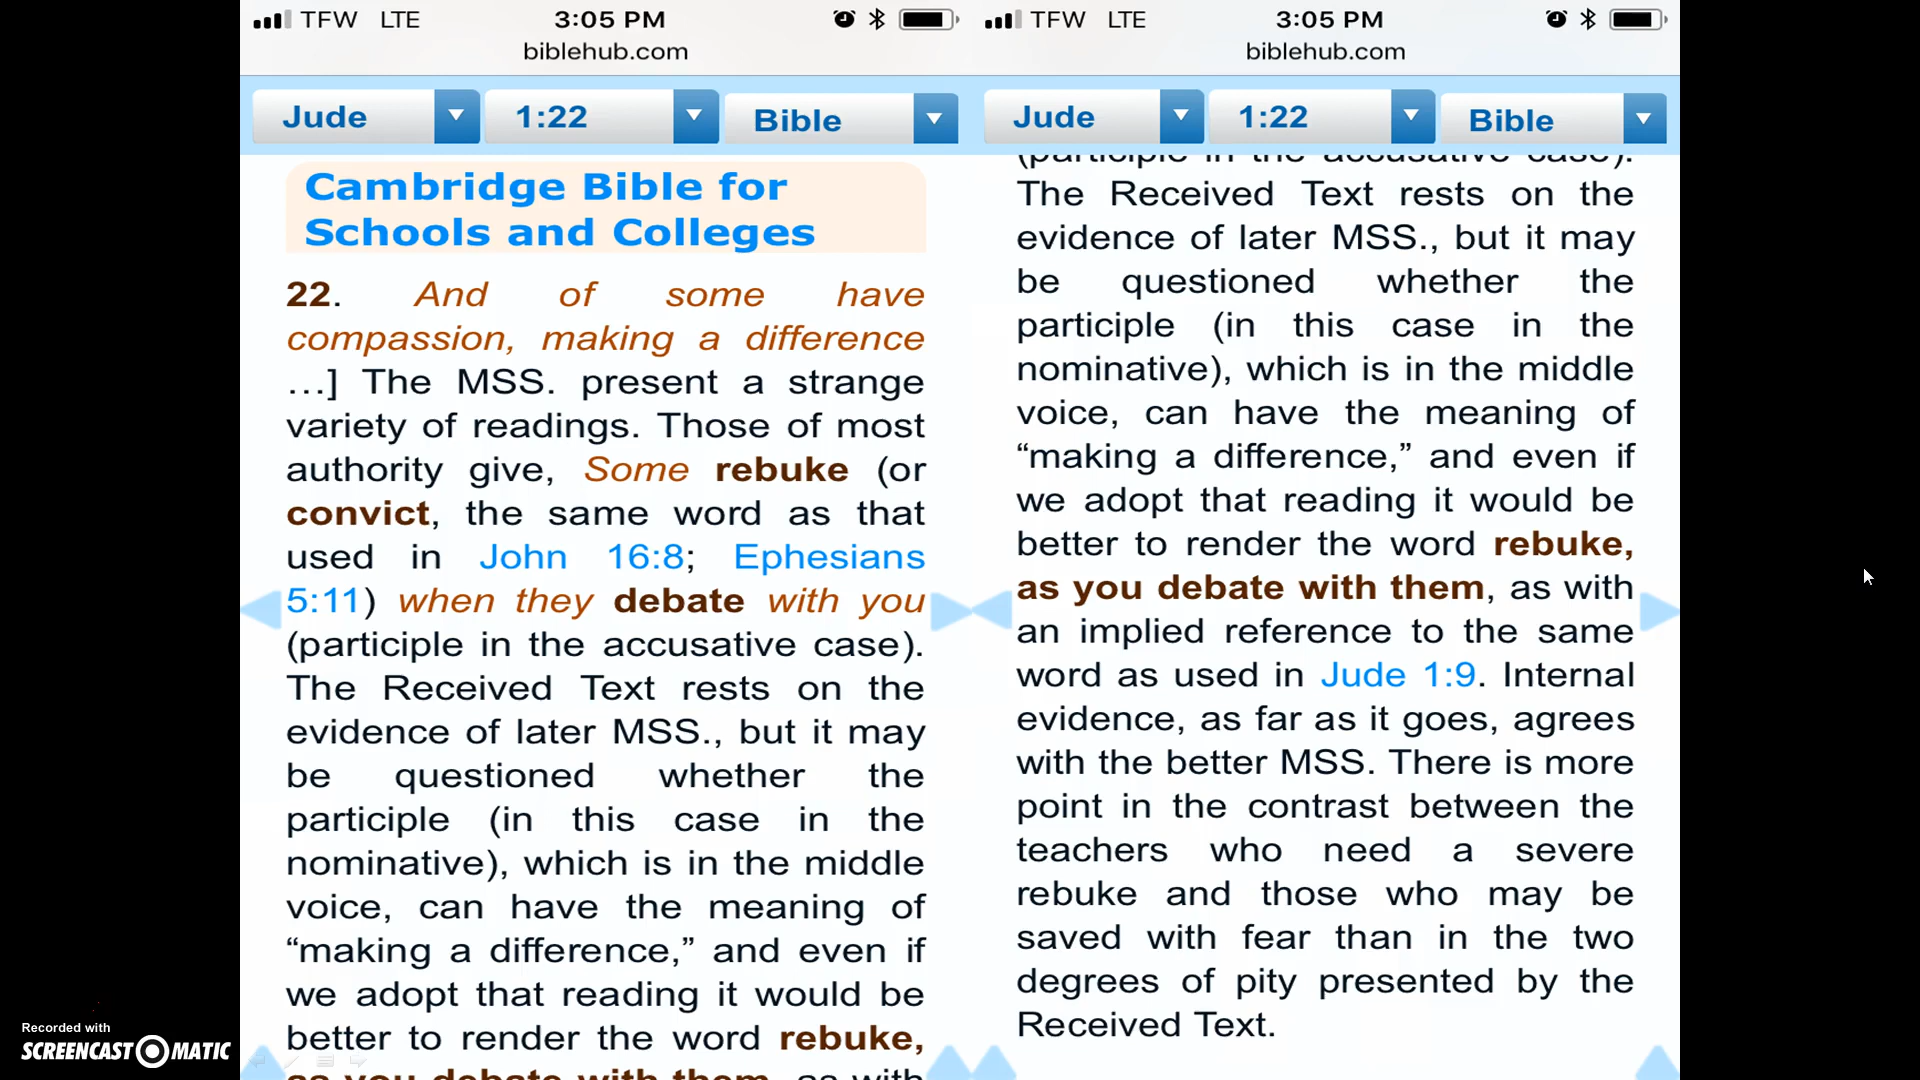 TFW LTE 3:05 PM
biblehub.com
Jude 1:22 Bible
Cambridge Bible for
Schools and Colleges
22. And of some have
compassion, making a difference
…] The MSS. present a strange
variety of readings. Those of most
authority give, Some rebuke (or
convict, the same word as that
used in John 16:8; Ephesians
5:11) when they debate with you
(participle in the accusative case).
The Received Text rests on the
evidence of later MSS., but it may
be questioned whether the
participle (in this case in the
nominative), which is in the middle
voice, can have the meaning of
“making a difference,” and even if
we adopt that reading it would be
better to render the word rebuke,
as you debate with them, as with
TFW LTE 3:05 PM
biblehub.com
Jude 1:22 Bible
(participle in the accusative case).
The Received Text rests on the
evidence of later MSS., but it may
be questioned whether the
participle (in this case in the
nominative), which is in the middle
voice, can have the meaning of
“making a difference,” and even if
we adopt that reading it would be
better to render the word rebuke,
as you debate with them, as with
an implied reference to the same
word as used in Jude 1:9. Internal
evidence, as far as it goes, agrees
with the better MSS. There is more
point in the contrast between the
teachers who need a severe
rebuke and those who may be
saved with fear than in the two
degrees of pity presented by the
Received Text.
Recorded with
SCREENCAST MATIC